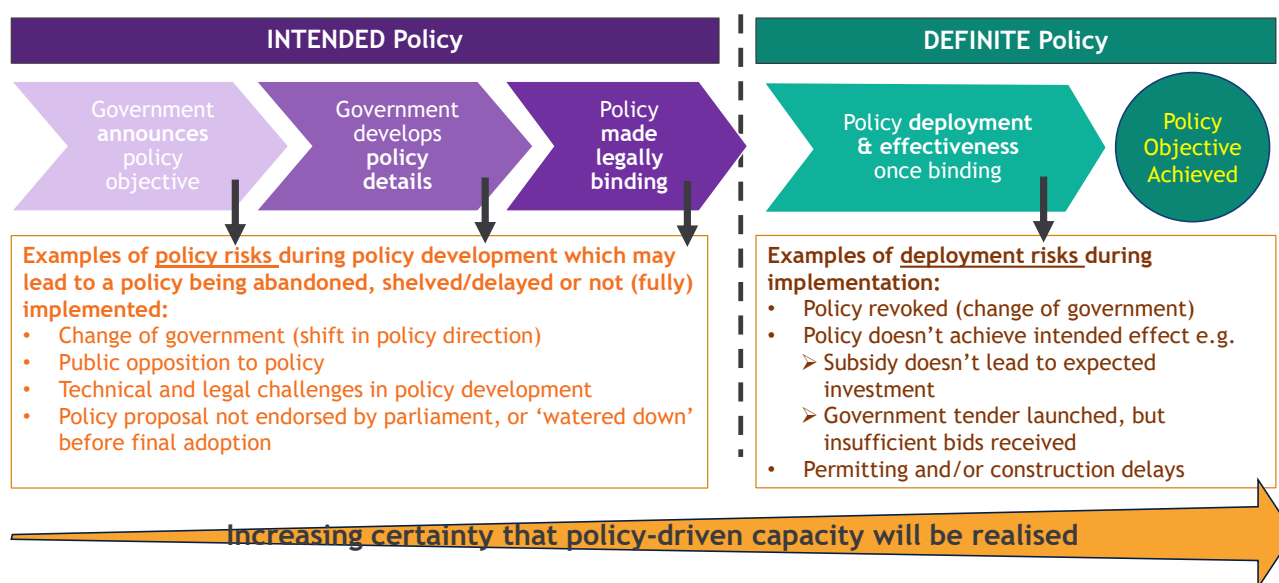 INTENDED Policy
DEFINITE Policy
Government
announces
policy
objective
Government
develops
policy
details
Policy
made
legally
binding
Policy deployment
& effectiveness
once binding
Policy
Objective
Achieved
Examples of policy risks during policy development which may
lead to a policy being abandoned, shelved/delayed or not (fully)
implemented:
• Change of government (shift in policy direction)
• Public opposition to policy
• Technical and legal challenges in policy development
• Policy proposal not endorsed by parliament, or ‘watered down’
before final adoption
Examples of deployment risks during
implementation:
• Policy revoked (change of government)
• Policy doesn’t achieve intended effect e.g.
➢ Subsidy doesn’t lead to expected
investment
➢ Government tender launched, but
insufficient bids received
• Permitting and/or construction delays
Increasing certainty that policy-driven capacity will be realised